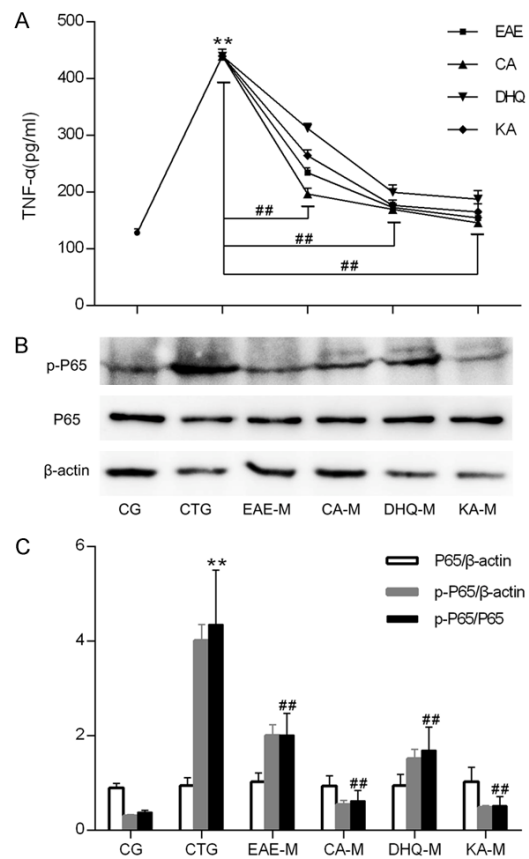 A
500
400
300
200
100
0
TNF-α(pg/ml)
**
##
##
##
EAE
CA
DHQ
KA
B
p-P65
P65
β-actin
CG CTG EAE-M CA-M DHQ-M KA-M
C
6
4
2
0
**
##
##
##
##
P65/β-actin
p-P65/β-actin
p-P65/P65
CG CTG EAE-M CA-M DHQ-M KA-M